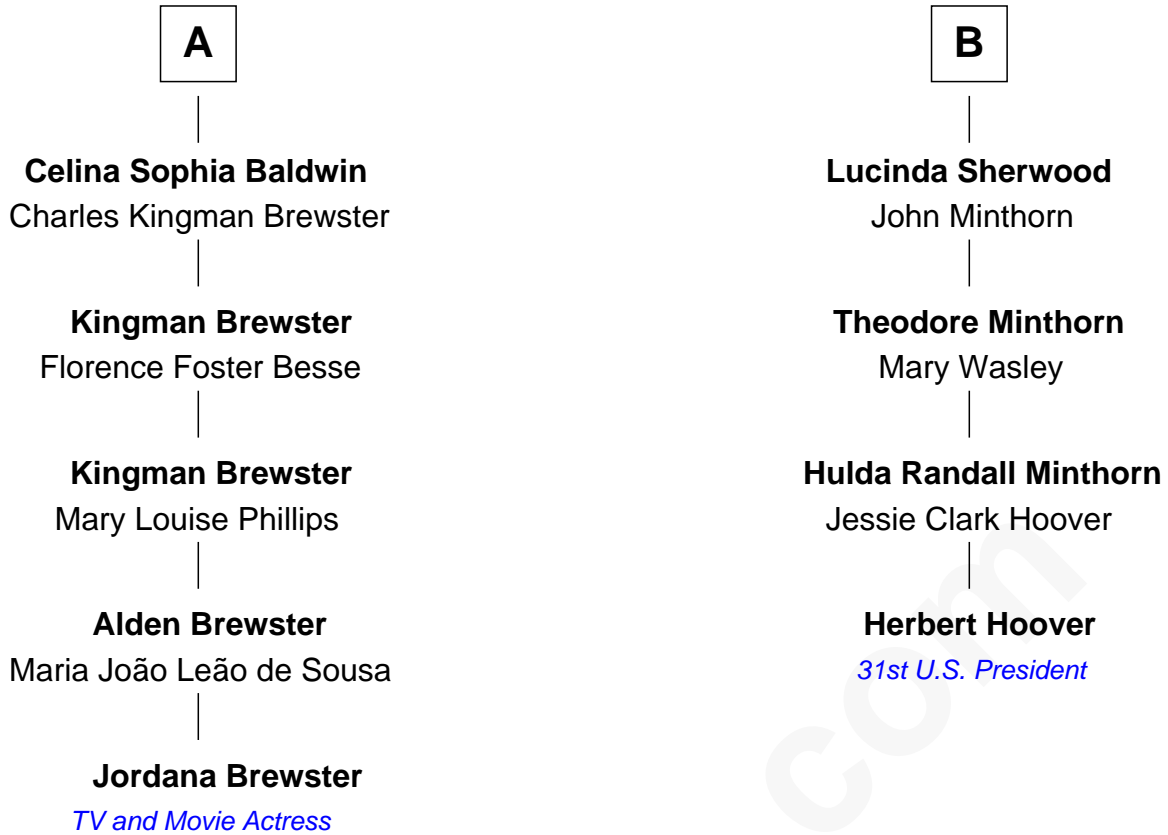 A
Celina Sophia Baldwin
Charles Kingman Brewster
Kingman Brewster
Florence Foster Besse
Kingman Brewster
Mary Louise Phillips
Alden Brewster
Maria João Leão de Sousa
Jordana Brewster
TV and Movie Actress
B
Lucinda Sherwood
John Minthorn
Theodore Minthorn
Mary Wasley
Hulda Randall Minthorn
Jessie Clark Hoover
Herbert Hoover
31st U.S. President
com